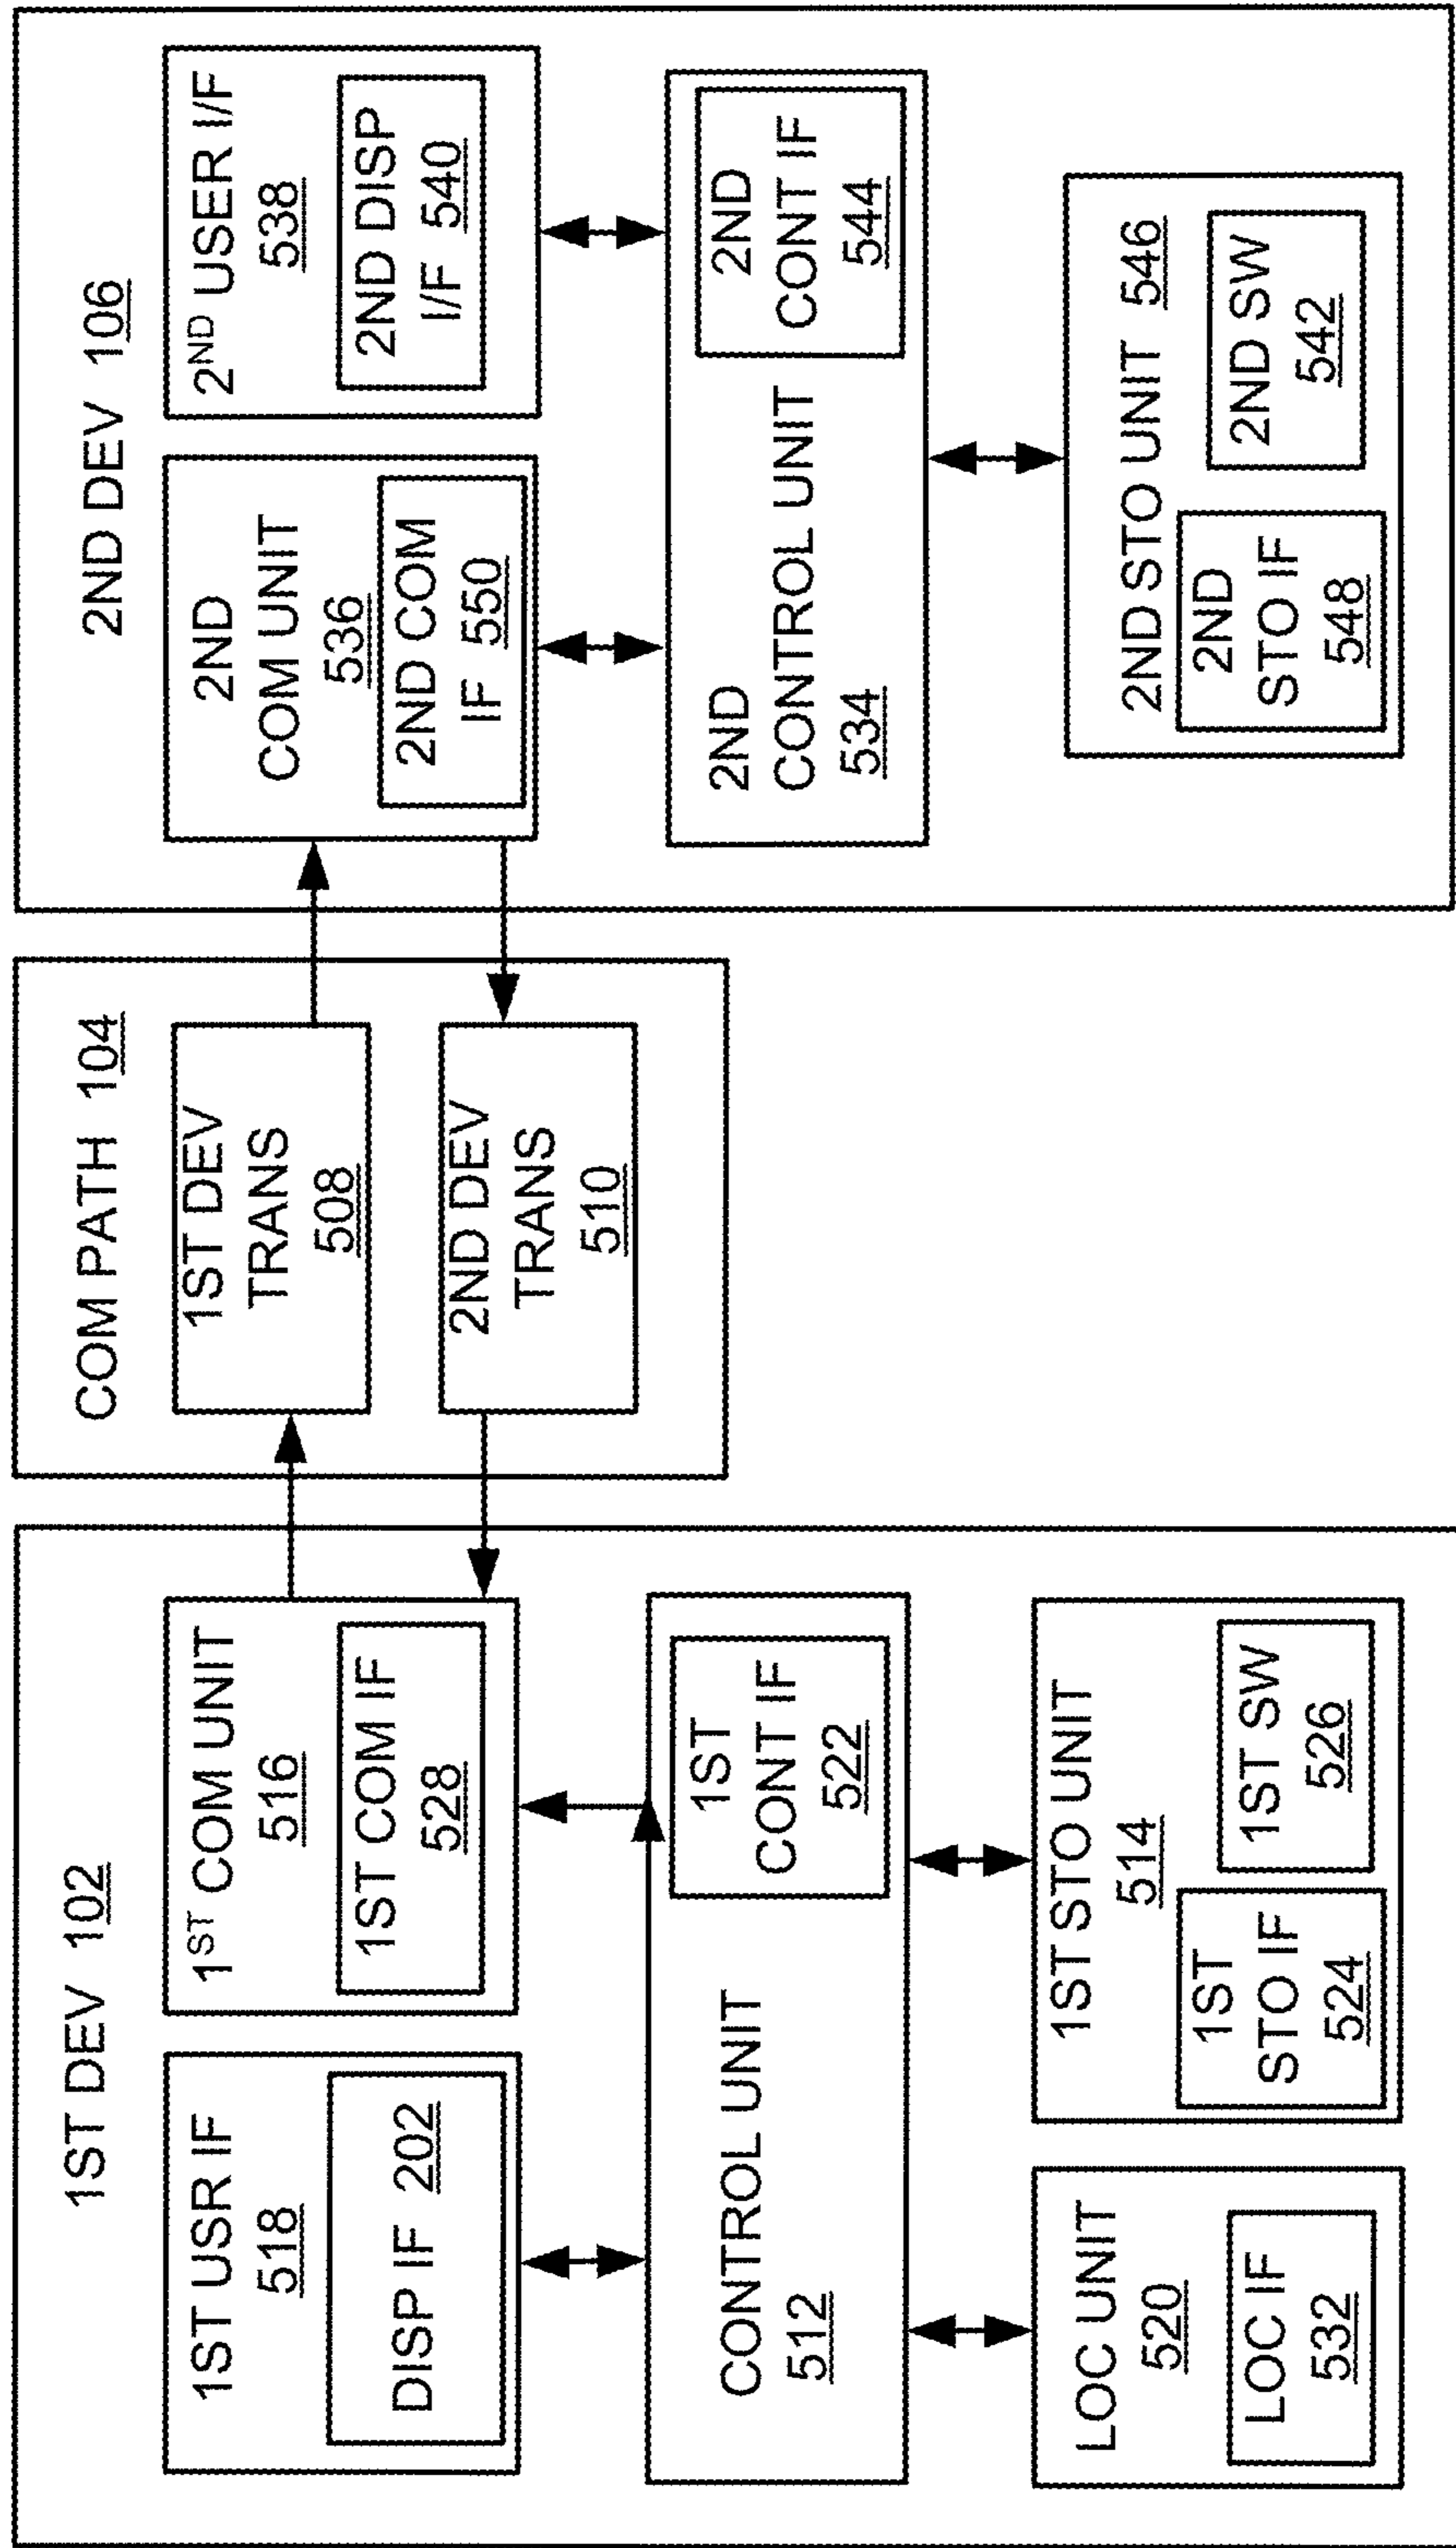 1ST DEV 102
1ST USR IF
518
DISP IF 202
1ST COM UNIT
516
1ST COM IF
528
CONTROL UNIT
512
1ST
CONT IF
522
LOC UNIT
520
LOC IF
532
1ST STO UNIT
514
1ST
STO IF
524
1ST SW
526
COM PATH 104
1ST DEV
TRANS
508
2ND DEV
TRANS
510
2ND DEV 106
2ND
COM UNIT
536
2ND COM
IF 550
2ND USER I/F
538
2ND DISP
I/F 540
2ND
CONTROL UNIT
534
2ND
CONT IF
544
2ND STO UNIT 546
2ND
STO IF
548
2ND SW
542